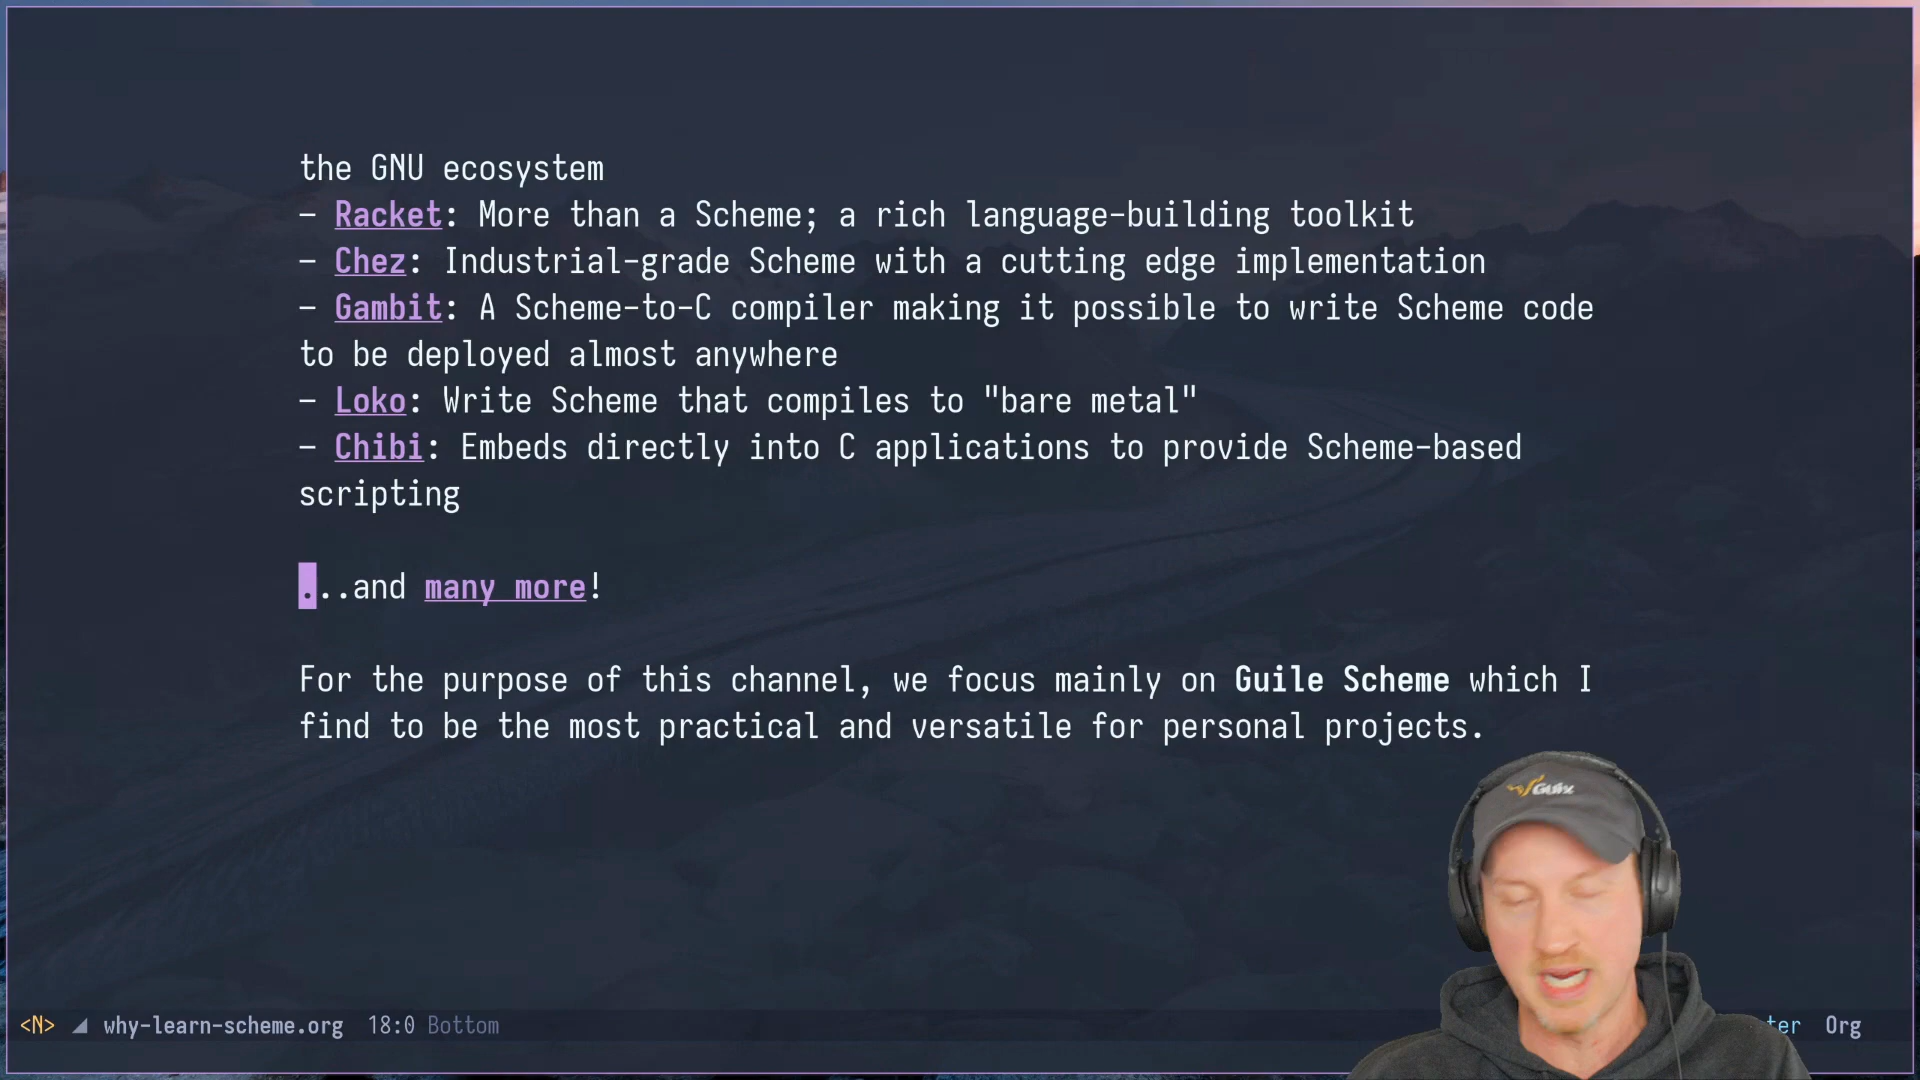 the GNU ecosystem
- Racket: More than a Scheme; a rich language-building toolkit
- Chez: Industrial-grade Scheme with a cutting edge implementation
- Gambit: A Scheme-to-C compiler making it possible to write Scheme code
to be deployed almost anywhere
- Loko: Write Scheme that compiles to "bare metal"
- Chibi: Embeds directly into C applications to provide Scheme-based
scripting
...and many more!
For the purpose of this channel, we focus mainly on Guile Scheme which I
find to be the most practical and versatile for personal projects.
Guix
<N> why-learn-scheme.org 18:0 Bottom ter Org